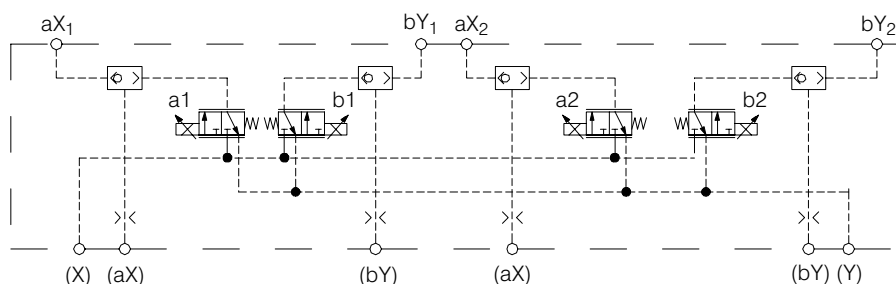 aX₁ bY₁ aX₂ bY₂
a1 b1 a2 b2
(X) (aX) (bY) (aX) (bY) (Y)